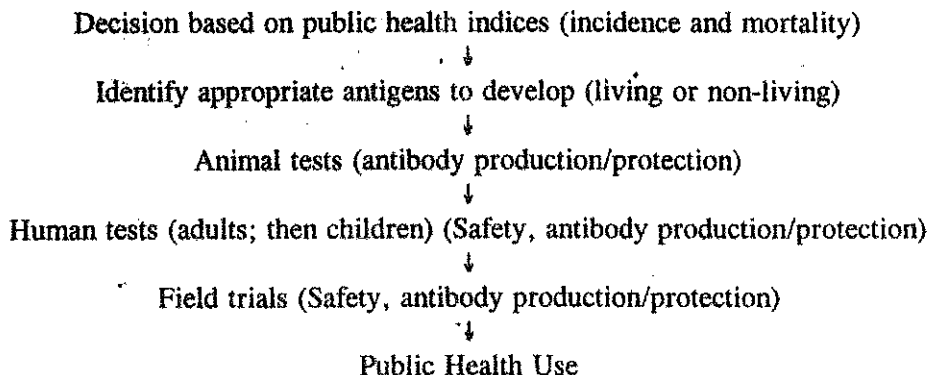 Decision based on public health indices (incidence and mortality)
↓
Identify appropriate antigens to develop (living or non-living)
↓
Animal tests (antibody production/protection)
↓
Human tests (adults; then children) (Safety, antibody production/protection)
↓
Field trials (Safety, antibody production/protection)
↓
Public Health Use